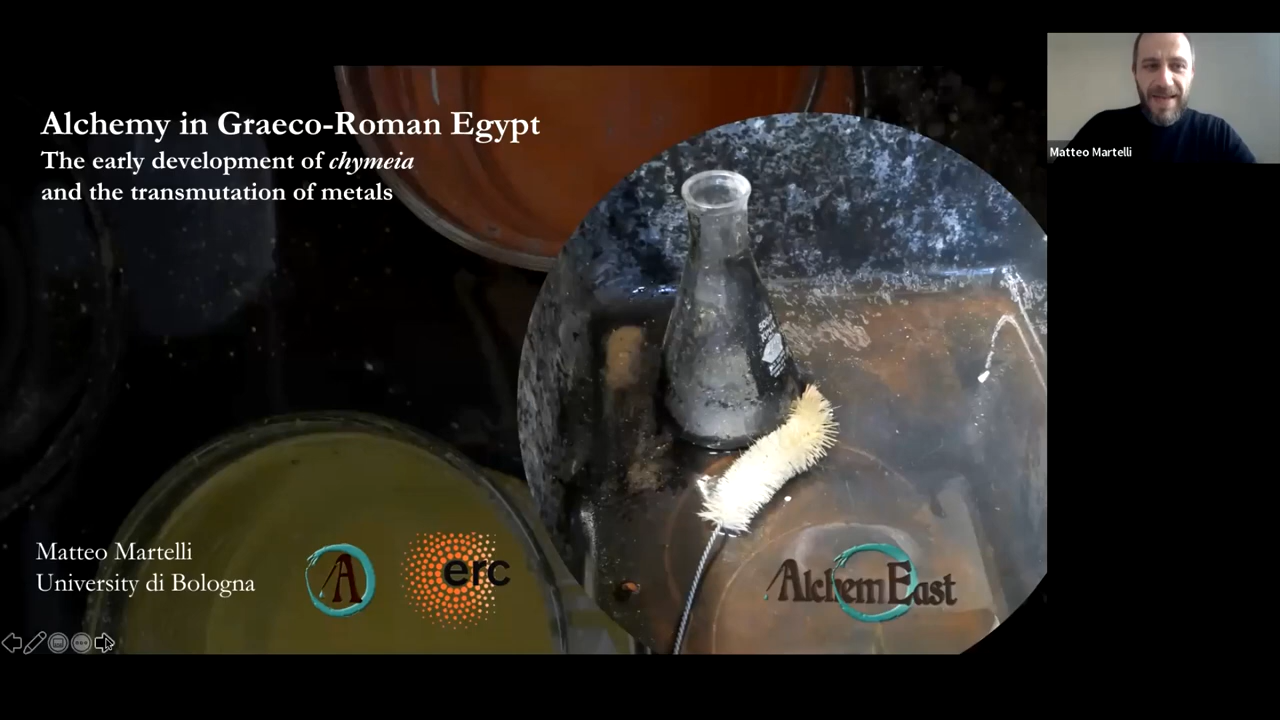 Alchemy in Graeco-Roman Egypt
The early development of chymeia
and the transmutation of metals
Matteo Martelli
Matteo Martelli
University di Bologna
A
erc
AlchemEast